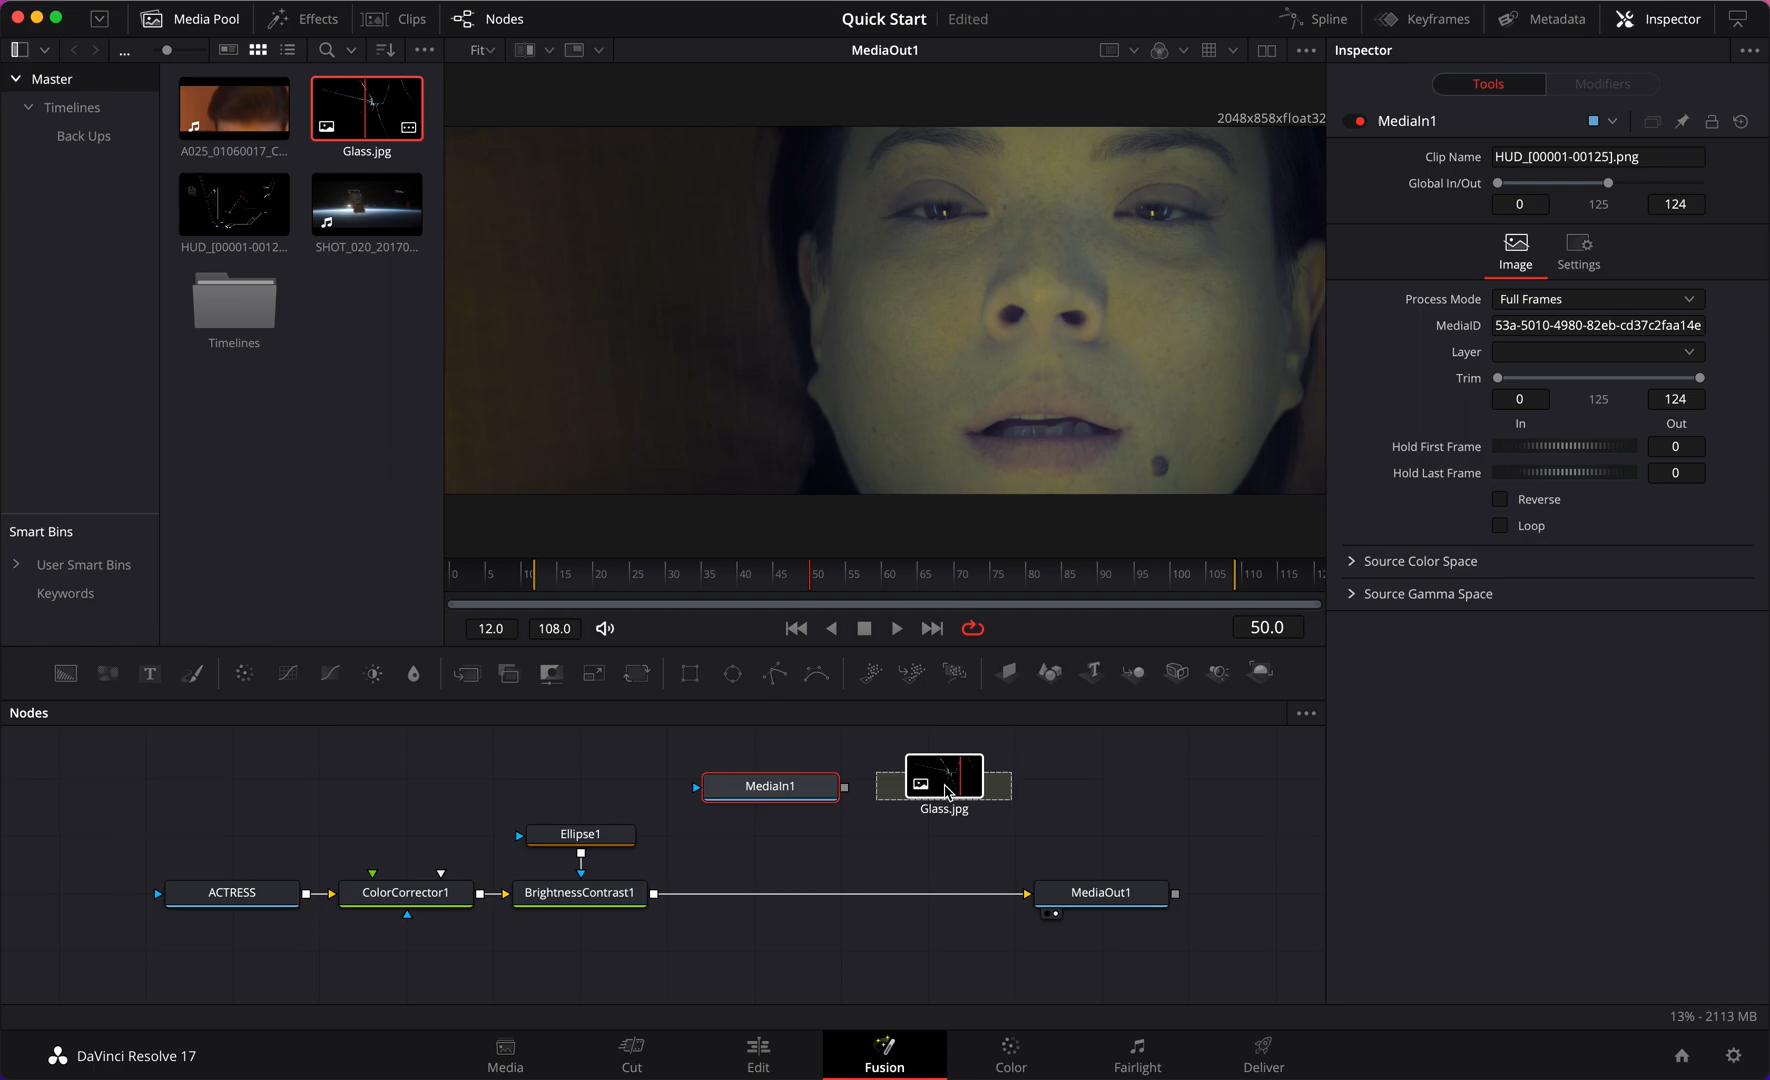 Media Pool
Effects
Clips
Nodes
Quick Start
Edited
Spline
Keyframes
Metadata
Inspector
...
Fit
MediaOut1
Inspector
Master
Timelines
Back Ups
A025_01060017_C...
Glass.jpg
HUD_[00001-0012...
SHOT_020_20170...
Timelines
Smart Bins
User Smart Bins
Keywords
2048x858xfloat32
0 5 10 15 20 25 30 35 40 45 50 55 60 65 70 75 80 85 90 95 100 105 110 115
12.0
108.0
50.0
Tools
Modifiers
MediaIn1
Clip Name
HUD_[00001-00125].png
Global In/Out
0
125
124
Image
Settings
Process Mode
Full Frames
MediaID
53a-5010-4980-82eb-cd37c2faa14e
Layer
Trim
0
125
124
In
Out
Hold First Frame
0
Hold Last Frame
0
Reverse
Loop
Source Color Space
Source Gamma Space
T
T
Nodes
MediaIn1
Glass.jpg
Ellipse1
ACTRESS
ColorCorrector1
BrightnessContrast1
MediaOut1
13% - 2113 MB
DaVinci Resolve 17
Media
Cut
Edit
Fusion
Color
Fairlight
Deliver